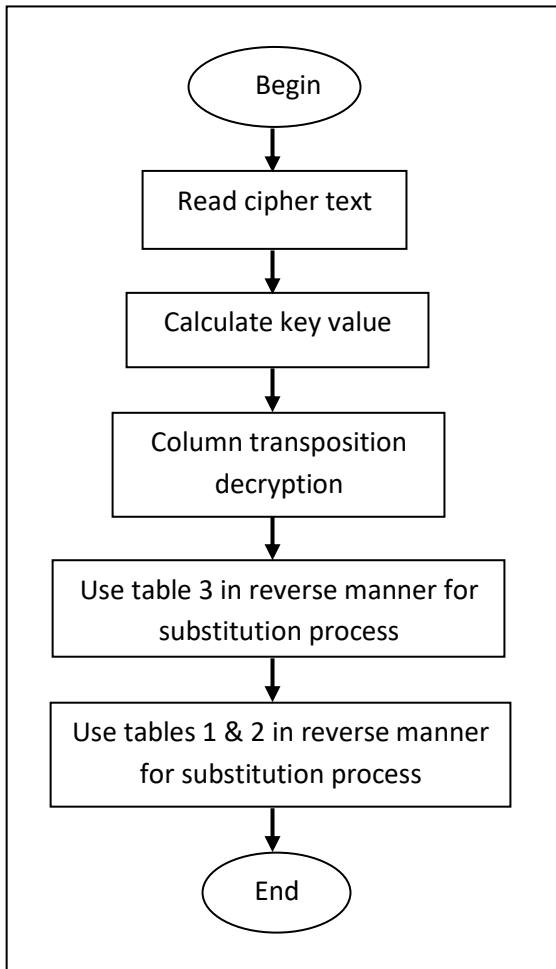 Begin
Read cipher text
Calculate key value
Column transposition
decryption
Use table 3 in reverse manner for
substitution process
Use tables 1 & 2 in reverse manner
for substitution process
End